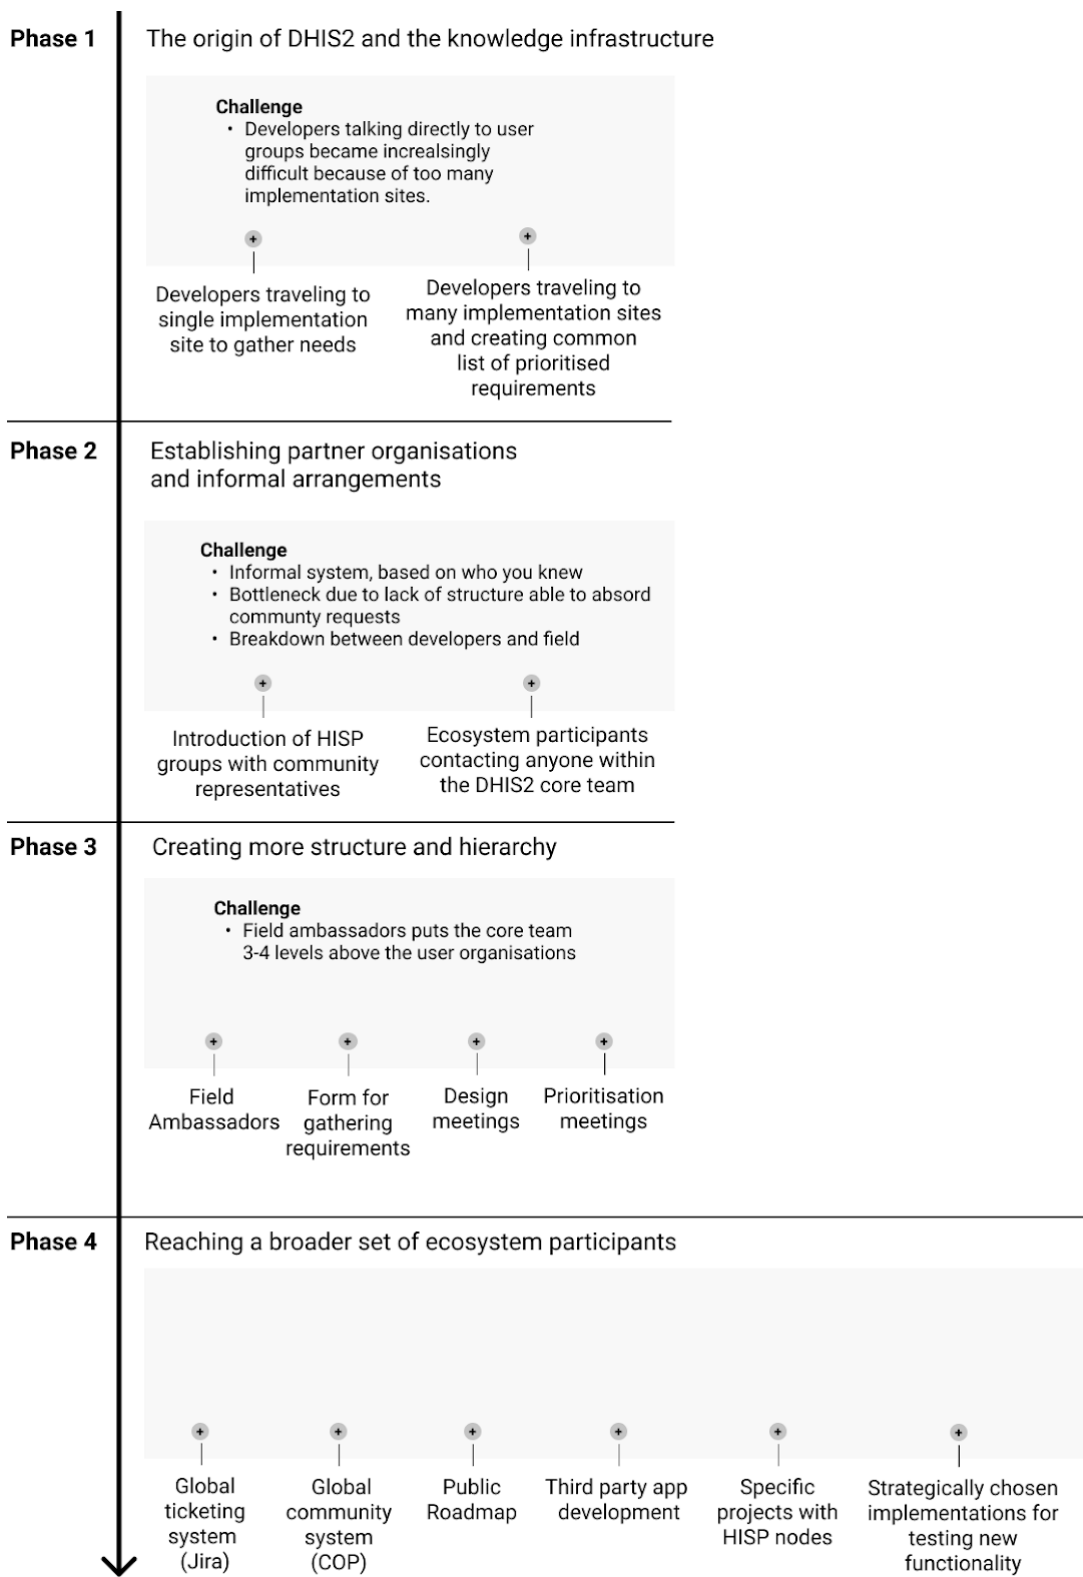 Phase 1
The origin of DHIS2 and the knowledge infrastructure
Challenge
• Developers talking directly to user
groups became increalsingly
difficult because of too many
implementation sites.
+
+
Developers traveling to
single implementation
site to gather needs
Developers traveling to
many implementation sites
and creating common
list of prioritised
requirements
Phase 2
Establishing partner organisations
and informal arrangements
Challenge
• Informal system, based on who you knew
• Bottleneck due to lack of structure able to absord
communty requests
• Breakdown between developers and field
+
+
Introduction of HISP
groups with community
representatives
Ecosystem participants
contacting anyone within
the DHIS2 core team
Phase 3
Creating more structure and hierarchy
Challenge
• Field ambassadors puts the core team
3-4 levels above the user organisations
+
+
+
+
Field
Ambassadors
Form for
gathering
requirements
Design
meetings
Prioritisation
meetings
Phase 4
Reaching a broader set of ecosystem participants
+
+
+
+
+
+
Global
ticketing
system
(Jira)
Global
community
system
(COP)
Public
Roadmap
Third party app
development
Specific
projects with
HISP nodes
Strategically chosen
implementations for
testing new
functionality